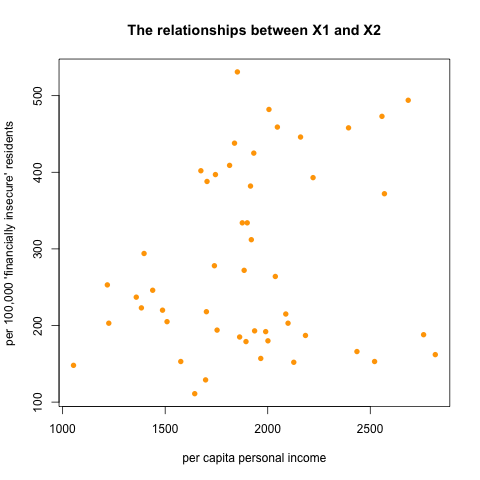 The relationships between X1 and X2
per 100,000 'financially insecure' residents
500
400
300
200
100
1000 1500 2000 2500
per capita personal income